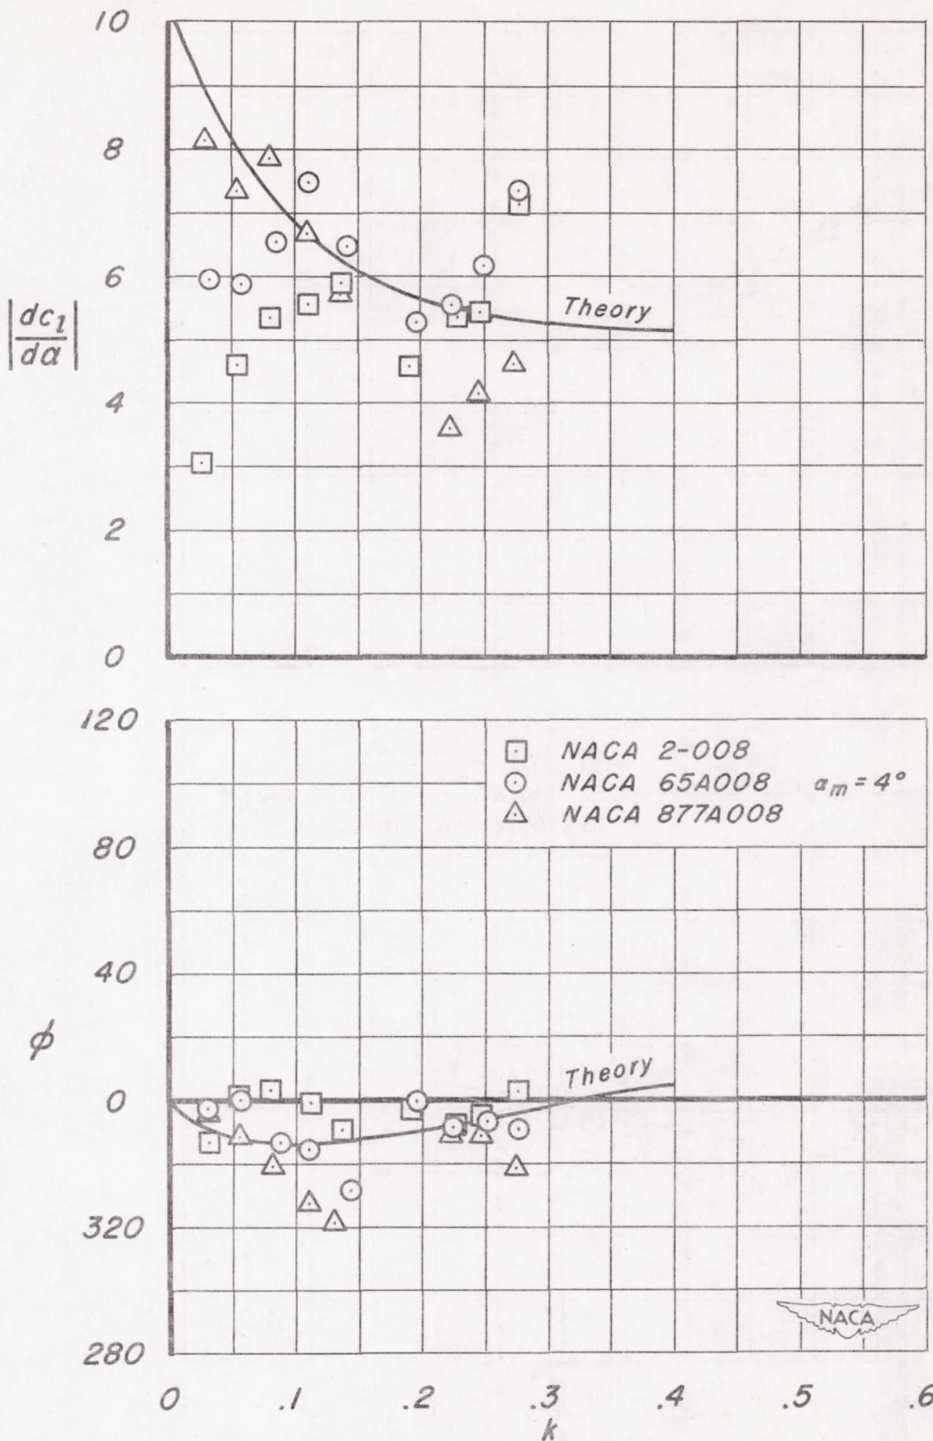 10
8
6
4
2
0
|dc_l/dα|
Theory
120
80
40
0
320
280
ϕ
NACA 2-008
NACA 65A008 α_m = 4°
NACA 877A008
Theory
NACA
0 .1 .2 .3 .4 .5 .6
k